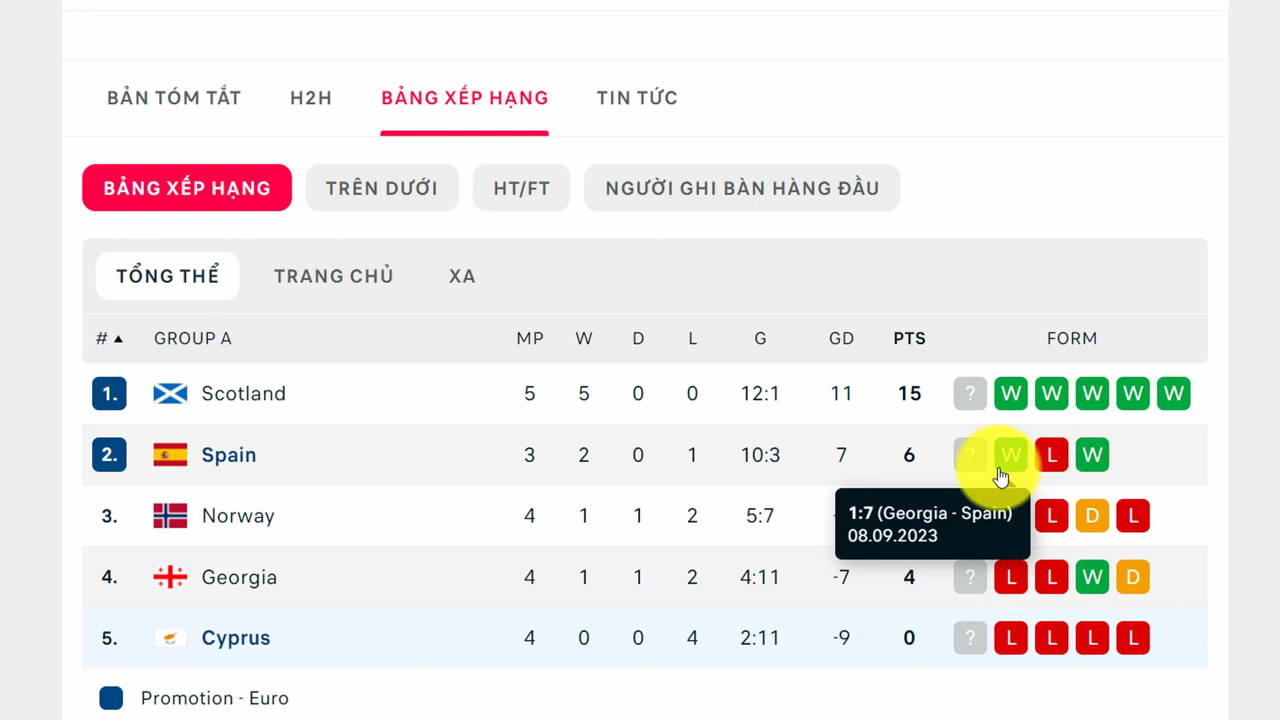 BẢN TÓM TẮT H2H BẢNG XẾP HẠNG TIN TỨC
BẢNG XẾP HẠNG TRÊN DƯỚI HT/FT NGƯỜI GHI BÀN HÀNG ĐẦU
TỔNG THỂ TRANG CHỦ XA
# GROUP A MP W D L G GD PTS FORM
1. Scotland 5 5 0 0 12:1 11 15 ? W W W W W
2. Spain 3 2 0 1 10:3 7 6 ? W L W
3. Norway 4 1 1 2 5:7 L D L
1:7 (Georgia - Spain)
08.09.2023
4. Georgia 4 1 1 2 4:11 -7 4 ? L L W D
5. Cyprus 4 0 0 4 2:11 -9 0 ? L L L L
Promotion - Euro